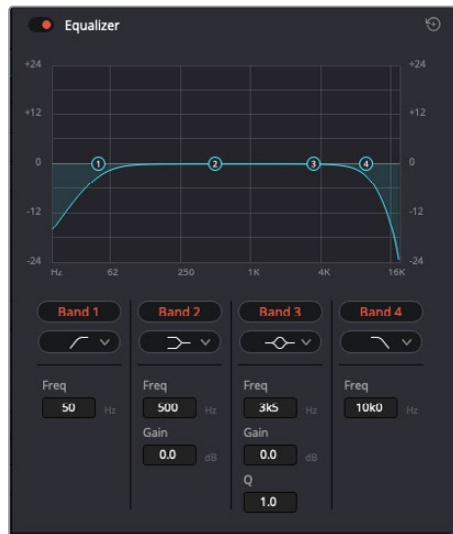 Equalizer
+24 +24
+12 +12
0 1 2 3 4 0
-12 -12
-24 -24
Hz 62 250 1K 4K 16K
Band 1 Band 2 Band 3 Band 4
Freq Freq Freq Freq
50 Hz 500 Hz 3k5 Hz 10k0 Hz
Gain Gain
0.0 dB 0.0 dB
Q
1.0